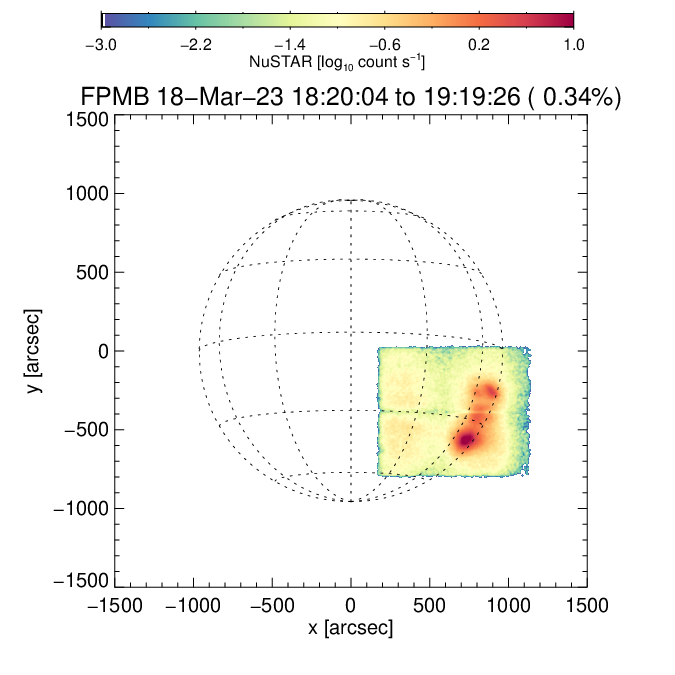 −3.0 −2.2 −1.4 −0.6 0.2 1.0
NuSTAR [log₁₀ count s⁻¹]
FPMB 18−Mar−23 18:20:04 to 19:19:26 ( 0.34%)
1500
1000
500
0
−500
−1000
−1500
y [arcsec]
−1500 −1000 −500 0 500 1000 1500
x [arcsec]